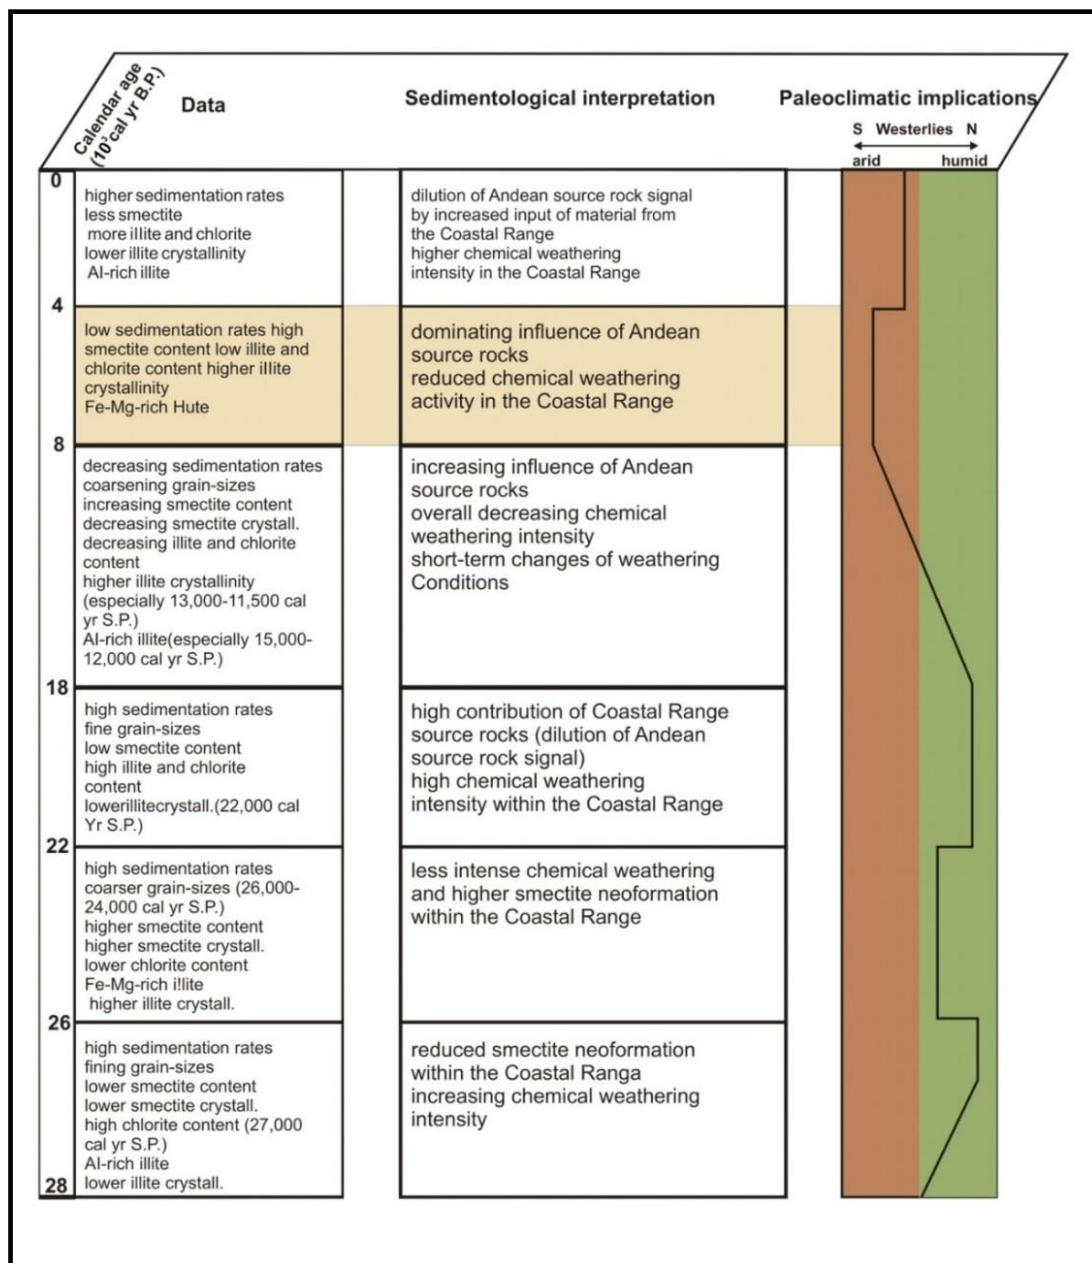 Calendar age
(10³cal yr B.P.)
Data
Sedimentological interpretation
Paleoclimatic implications
S Westerlies N
arid humid
0
higher sedimentation rates
less smectite
more illite and chlorite
lower illite crystallinity
Al-rich illite
dilution of Andean source rock signal
by increased input of material from
the Coastal Range
higher chemical weathering
intensity in the Coastal Range
4
low sedimentation rates high
smectite content low illite and
chlorite content higher illite
crystallinity
Fe-Mg-rich Hute
dominating influence of Andean
source rocks
reduced chemical weathering
activity in the Coastal Range
8
decreasing sedimentation rates
coarsening grain-sizes
increasing smectite content
decreasing smectite crystall.
decreasing illite and chlorite
content
higher illite crystallinity
(especially 13,000-11,500 cal
yr S.P.)
Al-rich illite(especially 15,000-
12,000 cal yr S.P.)
increasing influence of Andean
source rocks
overall decreasing chemical
weathering intensity
short-term changes of weathering
Conditions
18
high sedimentation rates
fine grain-sizes
low smectite content
high illite and chlorite
content
lowerillitecrystall.(22,000 cal
Yr S.P.)
high contribution of Coastal Range
source rocks (dilution of Andean
source rock signal)
high chemical weathering
intensity within the Coastal Range
22
high sedimentation rates
coarser grain-sizes (26,000-
24,000 cal yr S.P.)
higher smectite content
higher smectite crystall.
lower chlorite content
Fe-Mg-rich i!lite
higher illite crystall.
less intense chemical weathering
and higher smectite neoformation
within the Coastal Range
26
high sedimentation rates
fining grain-sizes
lower smectite content
lower smectite crystall.
high chlorite content (27,000
cal yr S.P.)
Al-rich illite
lower illite crystall.
reduced smectite neoformation
within the Coastal Ranga
increasing chemical weathering
intensity
28